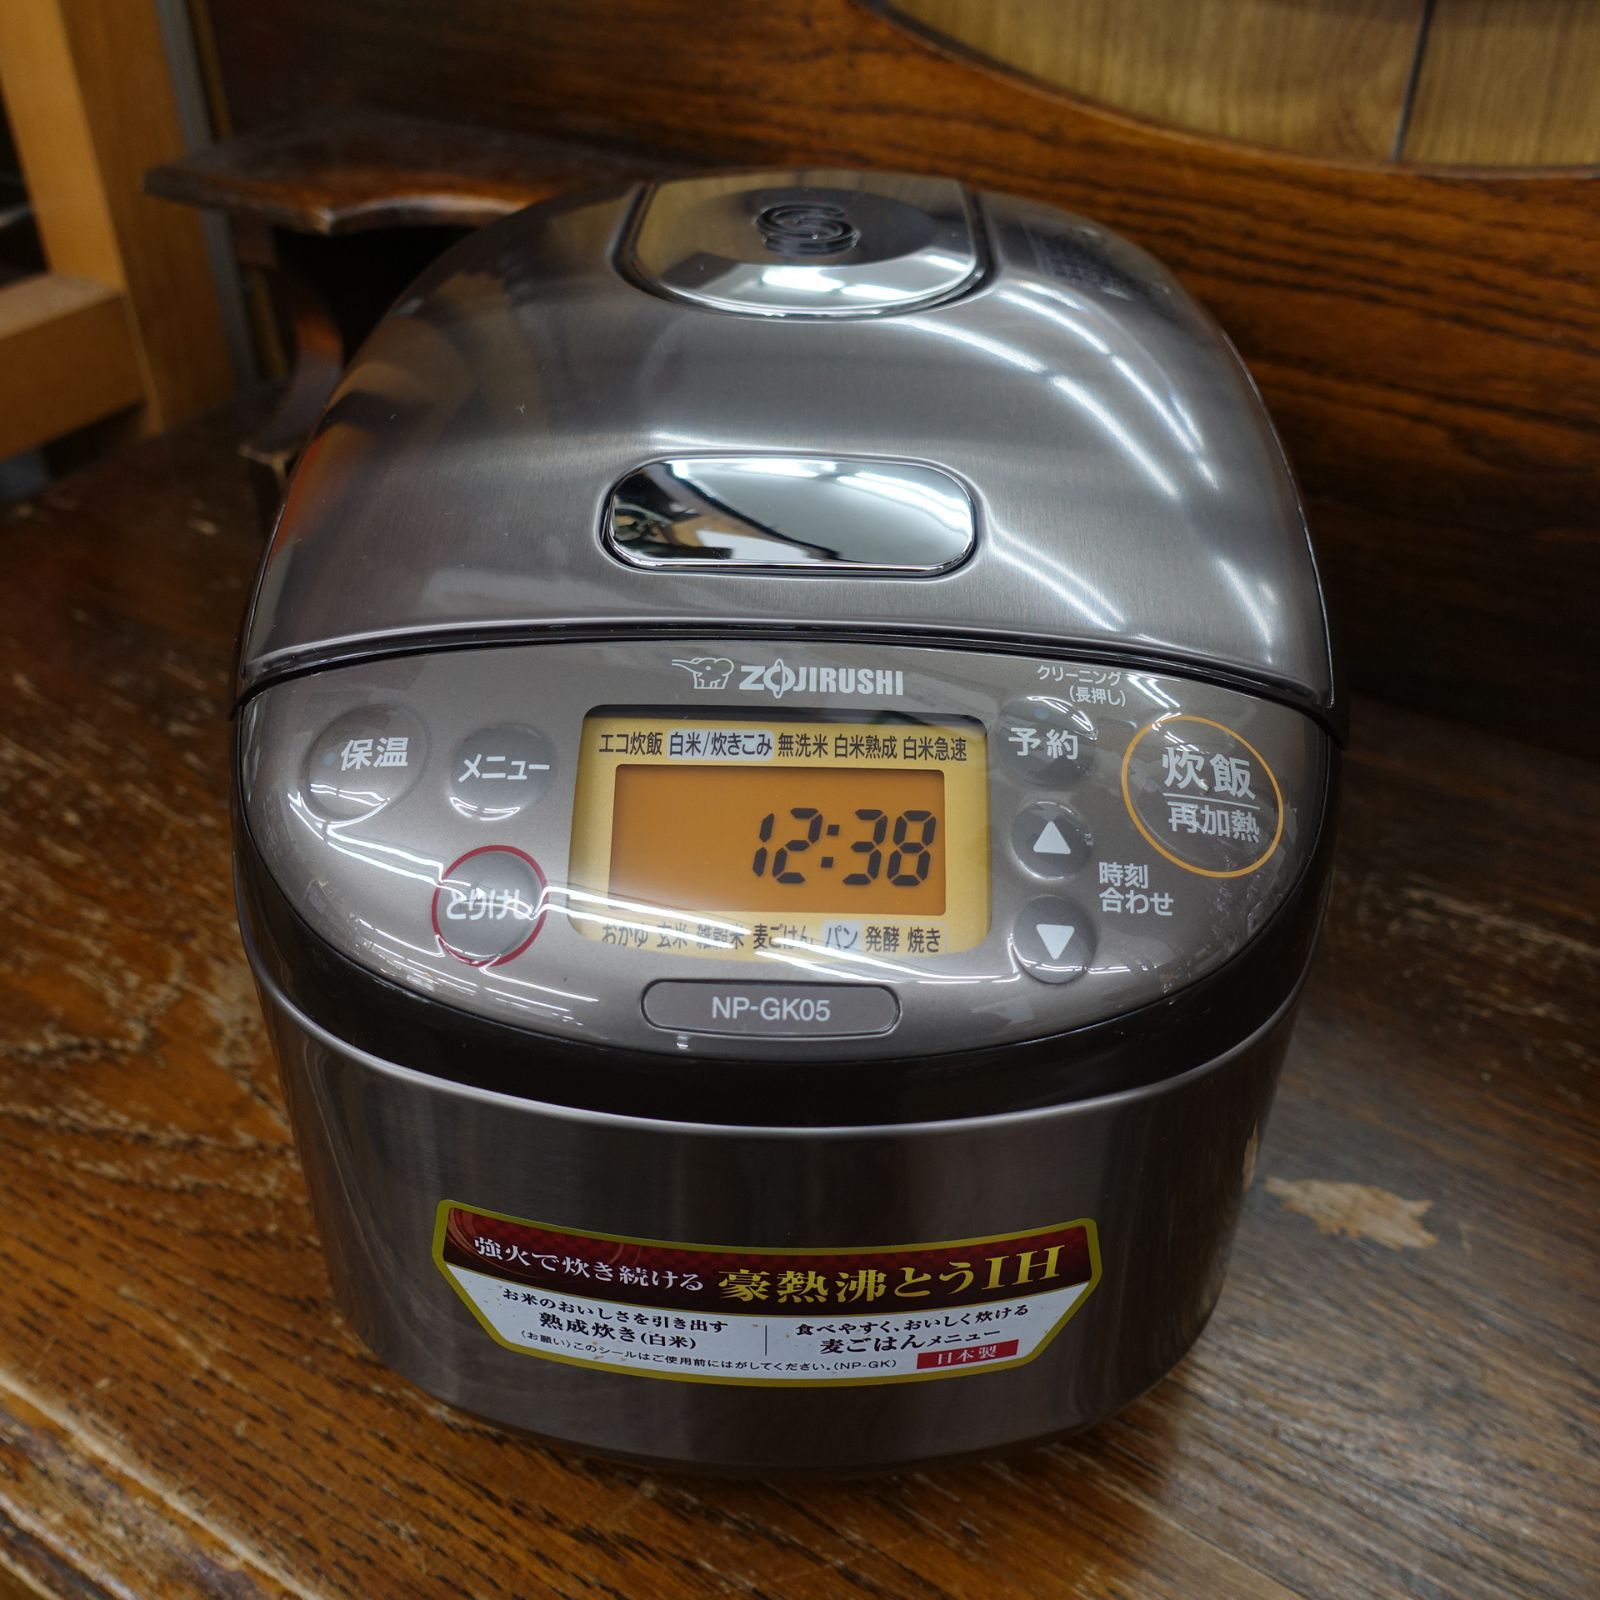 ZOJIRUSHI
クリーニング
(長押し)
保温
メニュー
とりけし
エコ炊飯 白米/炊きこみ 無洗米 白米熟成 白米急速
12:38
おかゆ 玄米 雑穀米 麦ごはん パン 発酵 焼き
予約
炊飯
再加熱
時刻
合わせ
NP-GK05
強火で炊き続ける 豪熱沸とうIH
お米のおいしさを引き出す
熟成炊き(白米)
食べやすく、おいしく炊ける
麦ごはんメニュー
〈お願い〉このシールはご使用前にはがしてください。(NP-GK)
日本製